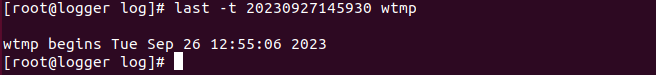 [root@logger log]# last -t 20230927145930 wtmp
wtmp begins Tue Sep 26 12:55:06 2023
[root@logger log]#